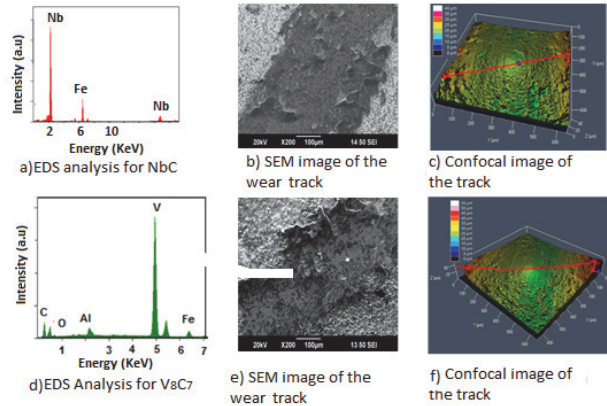 Nb
Fe
Nb
Intensity (a.u)
2 6 10
Energy (KeV)
a)EDS analysis for NbC
20kV X200 100µm 14 50 SEI
b) SEM image of the
wear track
c) Confocal image of
the track
V
C
O
Al
Fe
Intensity (a.u)
1 3 5 6 7
Energy (KeV)
d)EDS Analysis for V8C7
20kV X200 100µm 13 50 SEI
e) SEM image of the
wear track
f) Confocal image of
the track